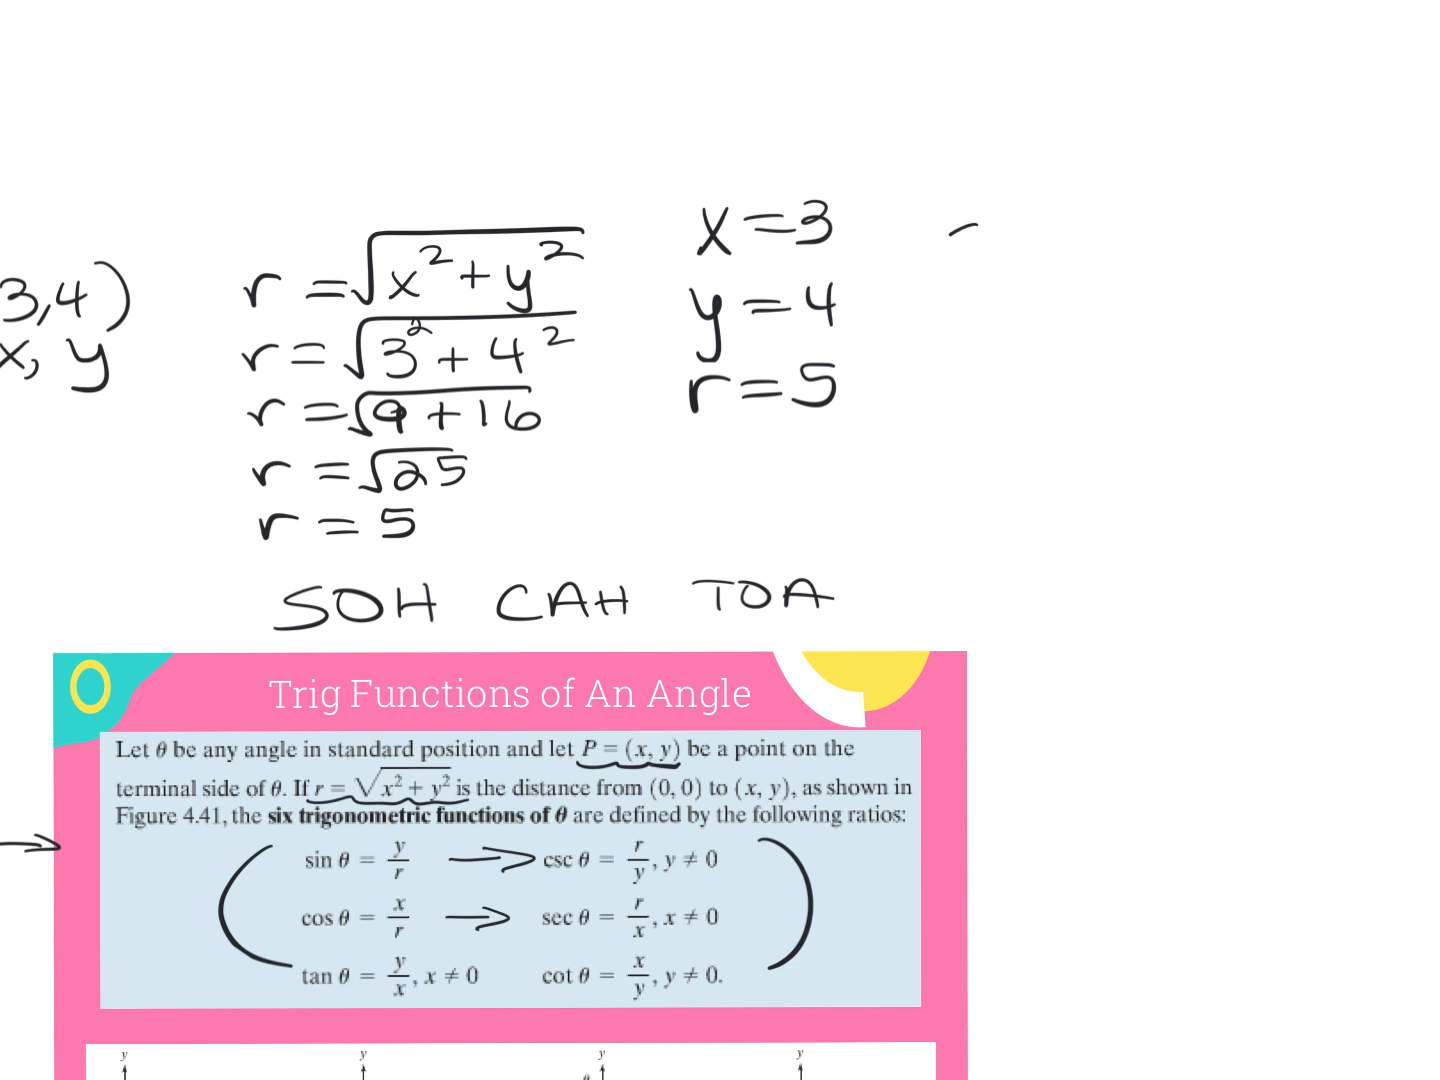 3,4)
x, y
r = √x² + y²
r = √3² + 4²
r = √9 + 16
r = √25
r = 5
x = 3
y = 4
r = 5
SOH CAH TOA
Trig Functions of An Angle
Let θ be any angle in standard position and let P = (x, y) be a point on the
terminal side of θ. If r = √x² + y² is the distance from (0, 0) to (x, y), as shown in
Figure 4.41, the six trigonometric functions of θ are defined by the following ratios:
sin θ = y/r → csc θ = r/y, y ≠ 0
cos θ = x/r → sec θ = r/x, x ≠ 0
tan θ = y/x, x ≠ 0 cot θ = x/y, y ≠ 0.
y y y y